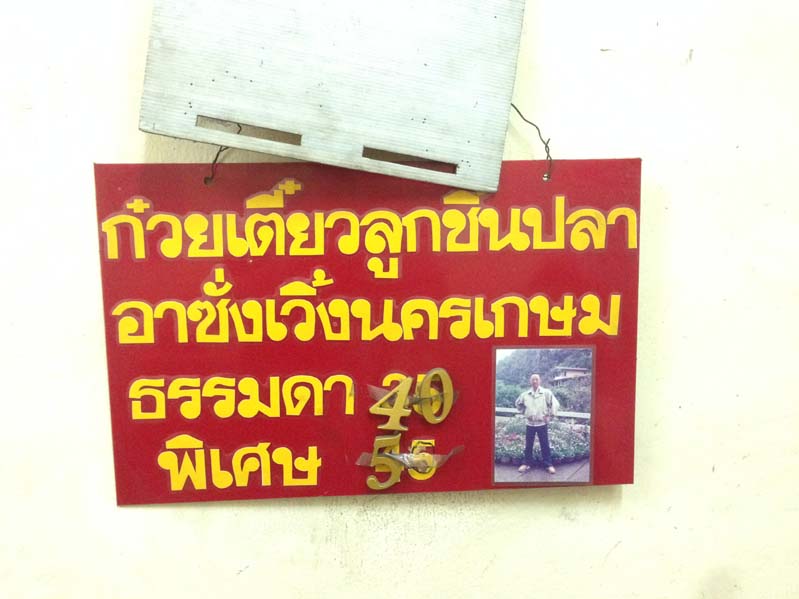 ก๋วยเตี๋ยวลูกชิ้นปลา
อาซั่งเวิ้งนครเกษม
ธรรมดา 40
พิเศษ 55